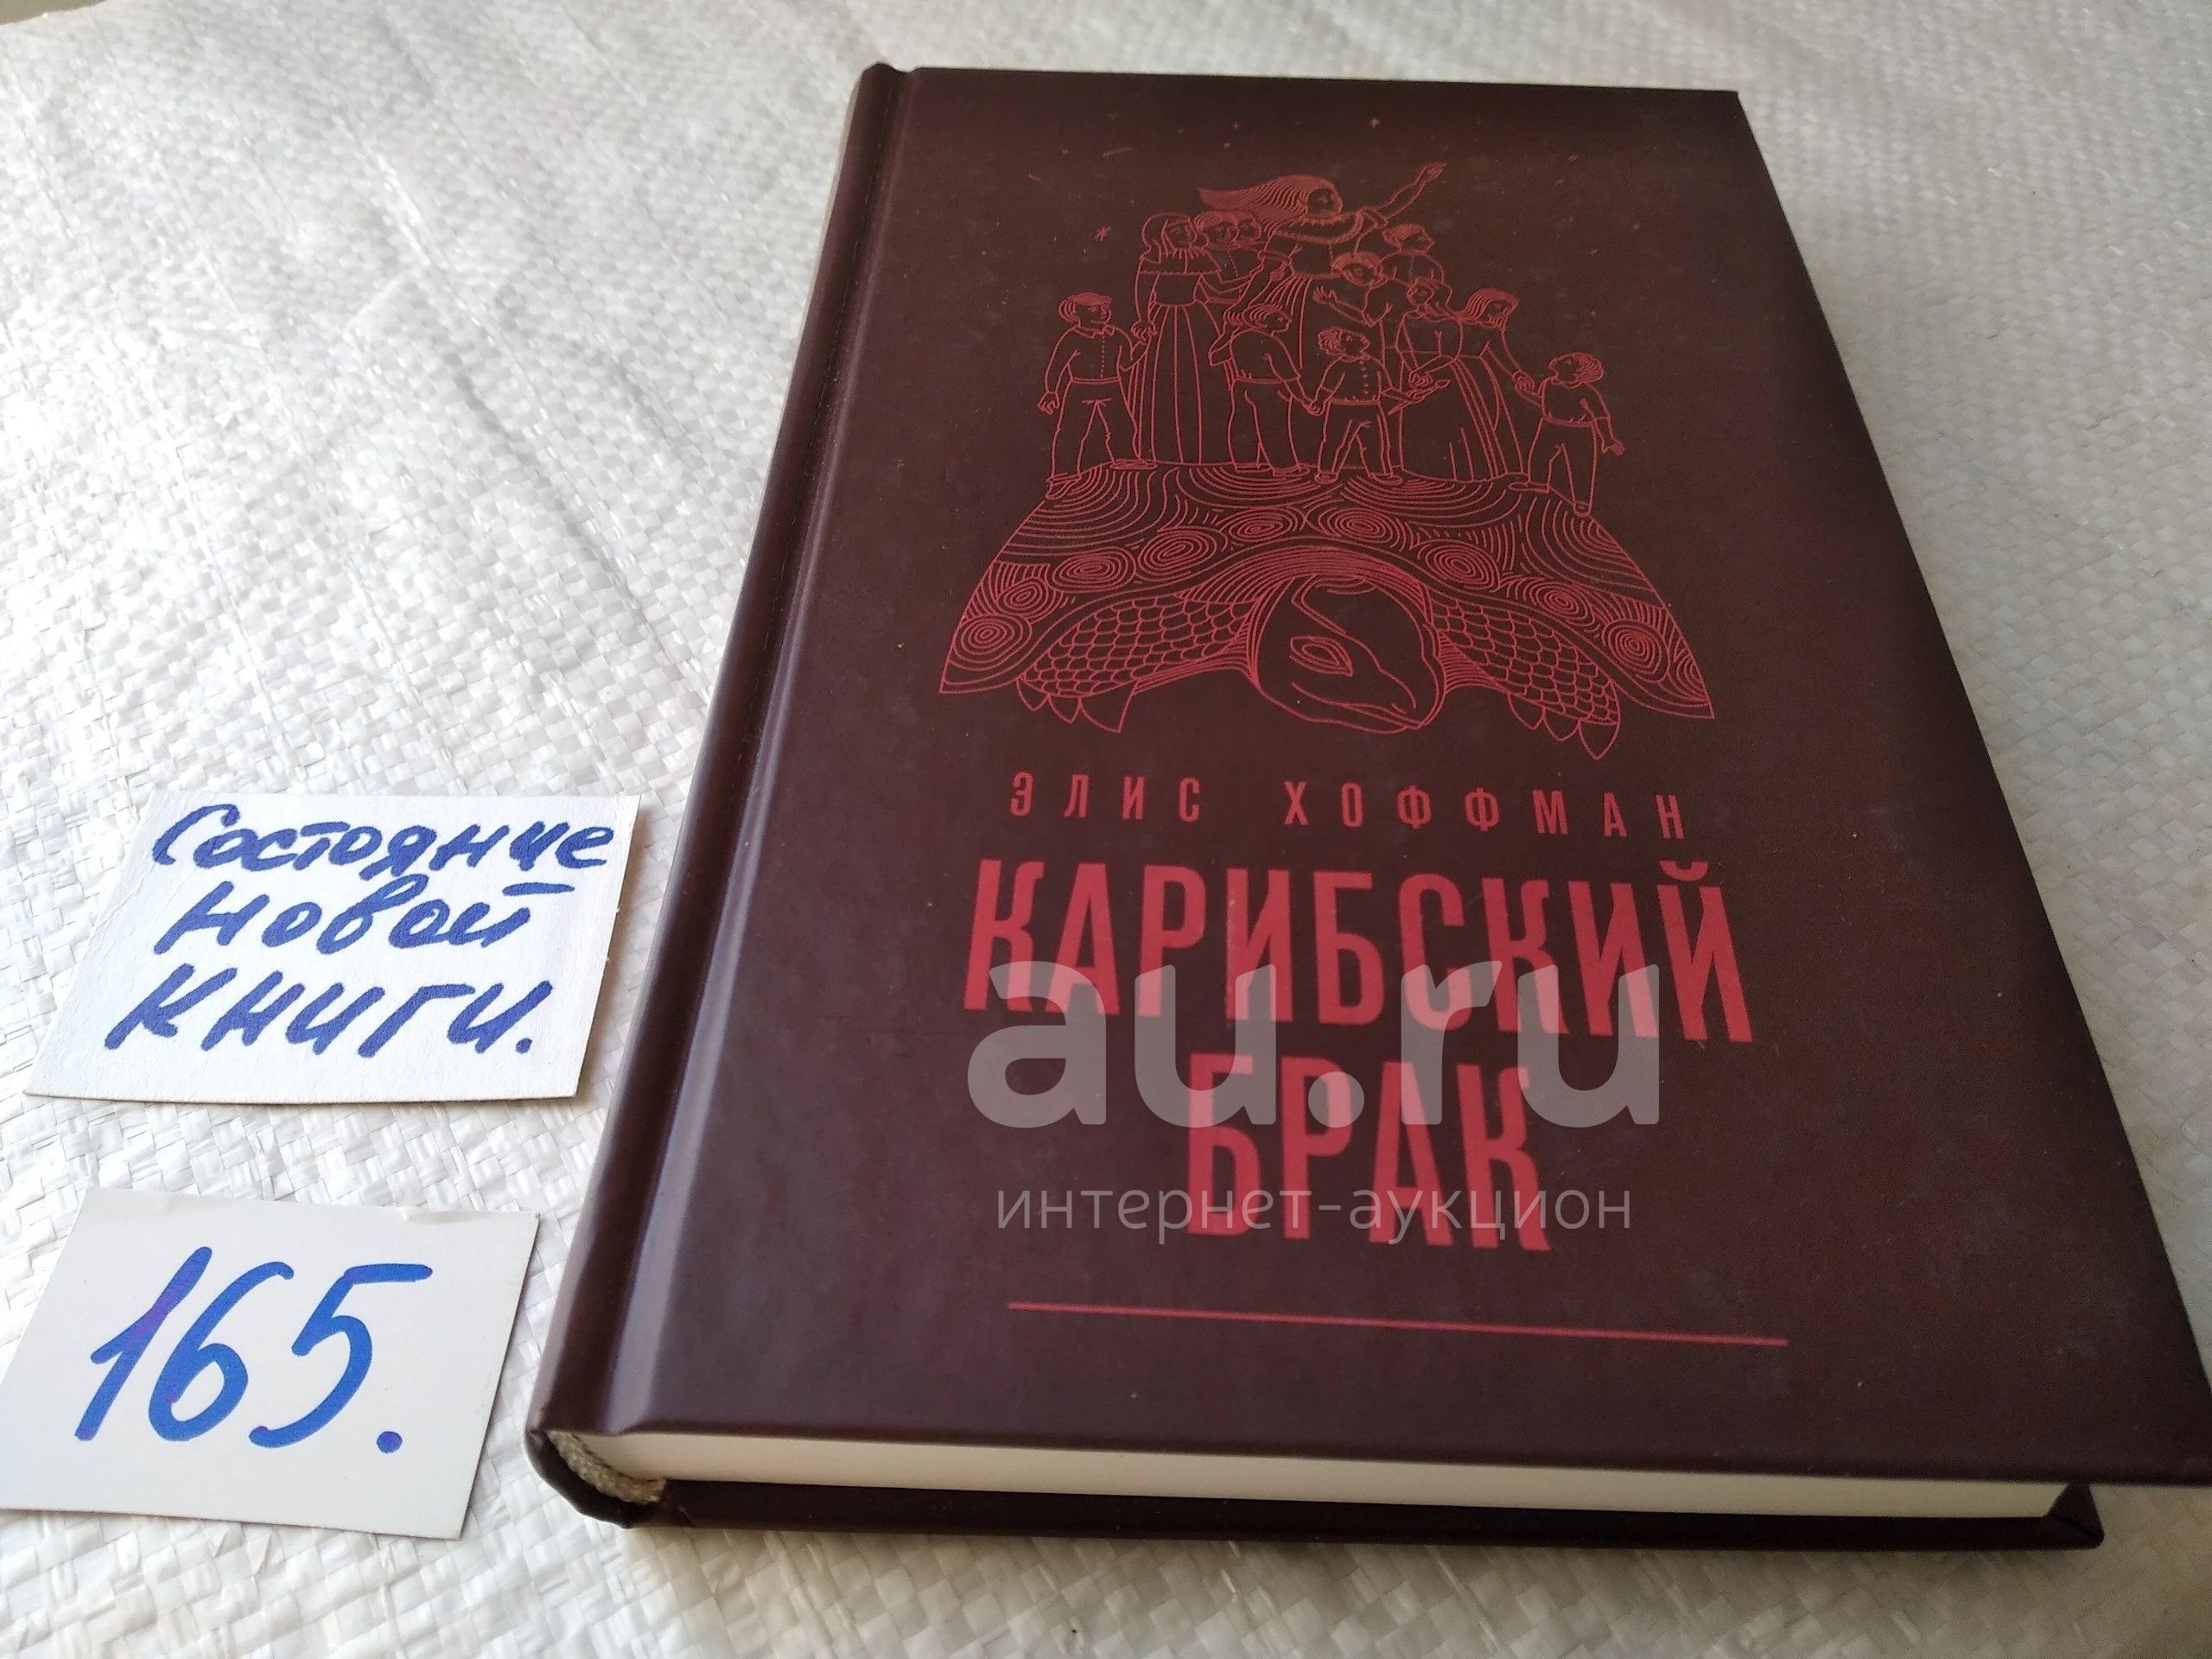 ЭЛИС ХОФФМАН
КАРИБСКИЙ
БРАК
au.ru
интернет-аукцион
Состояние
новой
книги.
165.